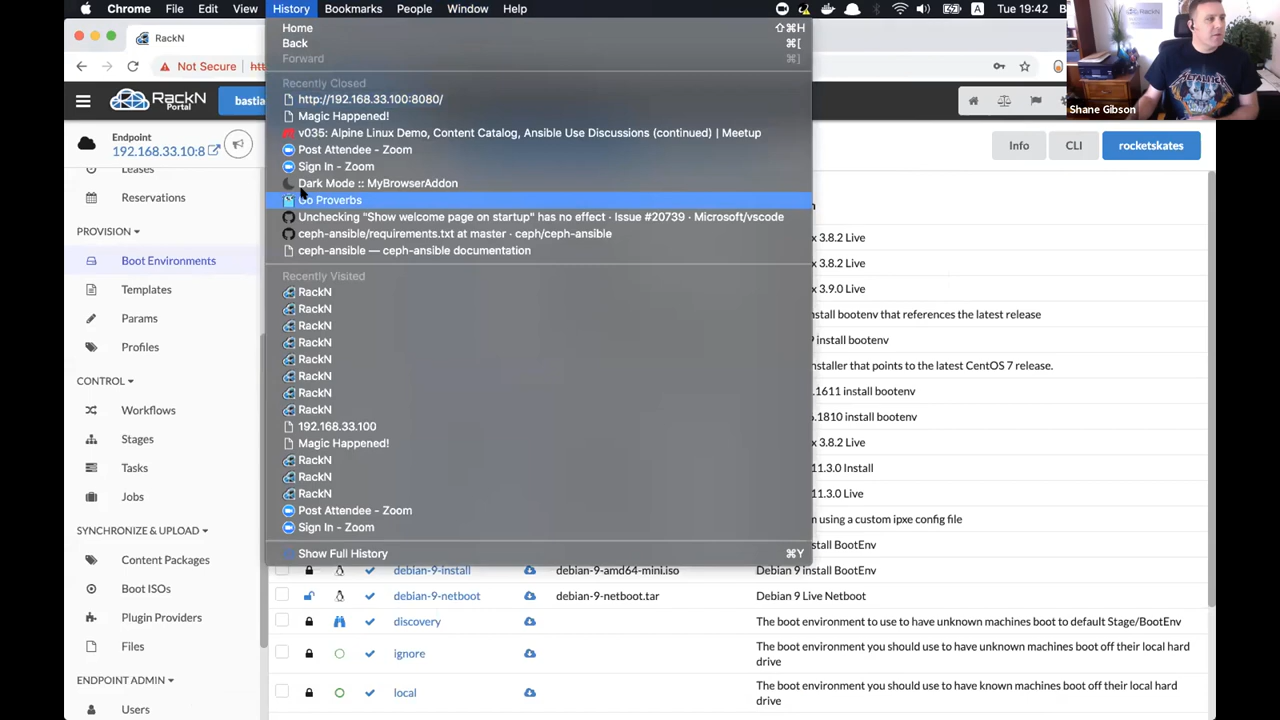 Chrome File Edit View History Bookmarks People Window Help Tue 19:42
RackN
Not Secure
RackN
Portal
bastia
Shane Gibson
Home ⇧⌘H
Back ⌘[
Forward ⌘]
Recently Closed
http://192.168.33.100:8080/
Magic Happened!
v035: Alpine Linux Demo, Content Catalog, Ansible Use Discussions (continued) | Meetup
Post Attendee - Zoom
Sign In - Zoom
Dark Mode :: MyBrowserAddon
Go Proverbs
Unchecking "Show welcome page on startup" has no effect · Issue #20739 · Microsoft/vscode
ceph-ansible/requirements.txt at master · ceph/ceph-ansible
ceph-ansible — ceph-ansible documentation
Recently Visited
RackN
RackN
RackN
RackN
RackN
RackN
RackN
RackN
192.168.33.100
Magic Happened!
RackN
RackN
RackN
Post Attendee - Zoom
Sign In - Zoom
Show Full History ⌘Y
Endpoint
192.168.33.10:8
Leases
Reservations
PROVISION
Boot Environments
Templates
Params
Profiles
CONTROL
Workflows
Stages
Tasks
Jobs
SYNCHRONIZE & UPLOAD
Content Packages
Boot ISOs
Plugin Providers
Files
ENDPOINT ADMIN
Users
Info CLI rocketskates
x 3.8.2 Live
x 3.8.2 Live
x 3.9.0 Live
nstall bootenv that references the latest release
9 install bootenv
nstaller that points to the latest CentOS 7 release.
.1611 install bootenv
.1810 install bootenv
x 3.8.2 Live
11.3.0 Install
11.3.0 Live
m using a custom ipxe config file
stall BootEnv
debian-9-install debian-9-amd64-mini.iso Debian 9 install BootEnv
debian-9-netboot debian-9-netboot.tar Debian 9 Live Netboot
discovery The boot environment to use to have unknown machines boot to default Stage/BootEnv
ignore The boot environment you should use to have unknown machines boot off their local hard
drive
local The boot environment you should use to have known machines boot off their local hard
drive